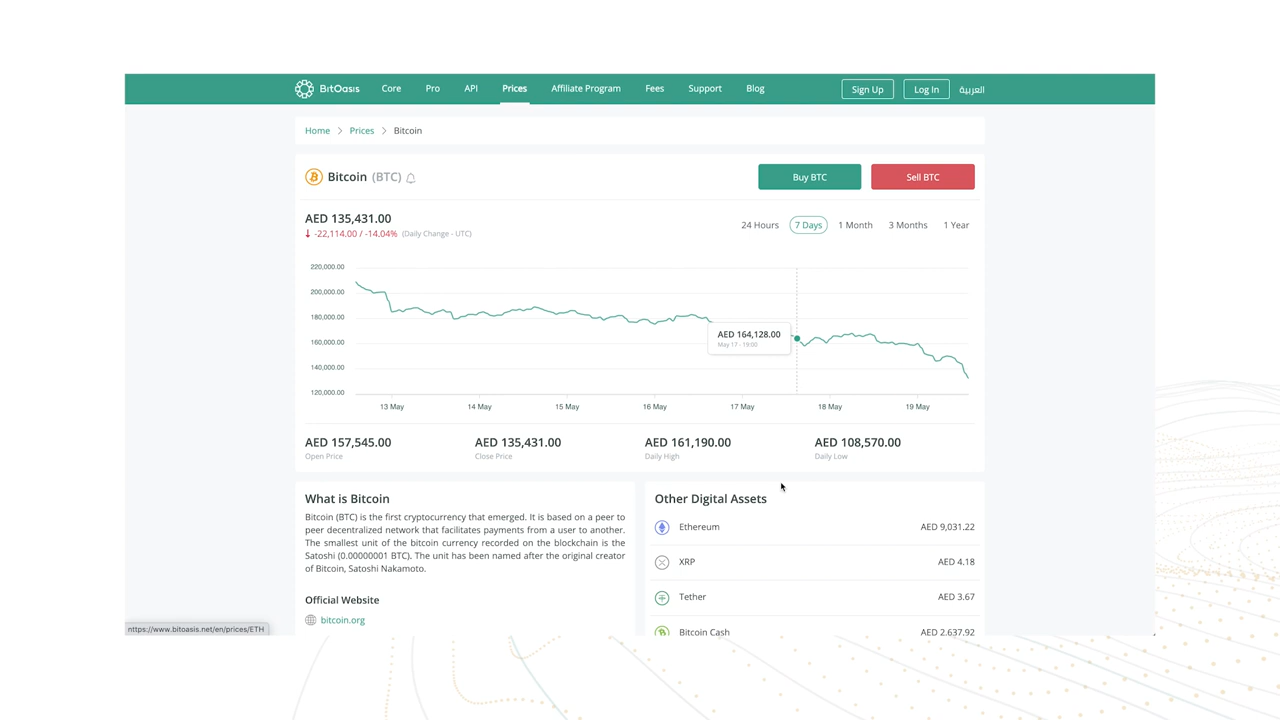 BitOasis Core Pro API Prices Affiliate Program Fees Support Blog Sign Up Log In العربية
Home > Prices > Bitcoin
Bitcoin (BTC) Buy BTC Sell BTC
AED 135,431.00
↓ -22,114.00 / -14.04% (Daily Change - UTC)
24 Hours 7 Days 1 Month 3 Months 1 Year
220,000.00
200,000.00
180,000.00
160,000.00
140,000.00
120,000.00
AED 164,128.00
May 17 - 19:00
13 May 14 May 15 May 16 May 17 May 18 May 19 May
AED 157,545.00 AED 135,431.00 AED 161,190.00 AED 108,570.00
Open Price Close Price Daily High Daily Low
What is Bitcoin
Bitcoin (BTC) is the first cryptocurrency that emerged. It is based on a peer to
peer decentralized network that facilitates payments from a user to another.
The smallest unit of the bitcoin currency recorded on the blockchain is the
Satoshi (0.00000001 BTC). The unit has been named after the original creator
of Bitcoin, Satoshi Nakamoto.
Official Website
bitcoin.org
Other Digital Assets
Ethereum AED 9,031.22
XRP AED 4.18
Tether AED 3.67
Bitcoin Cash AED 2,637.92
https://www.bitoasis.net/en/prices/ETH